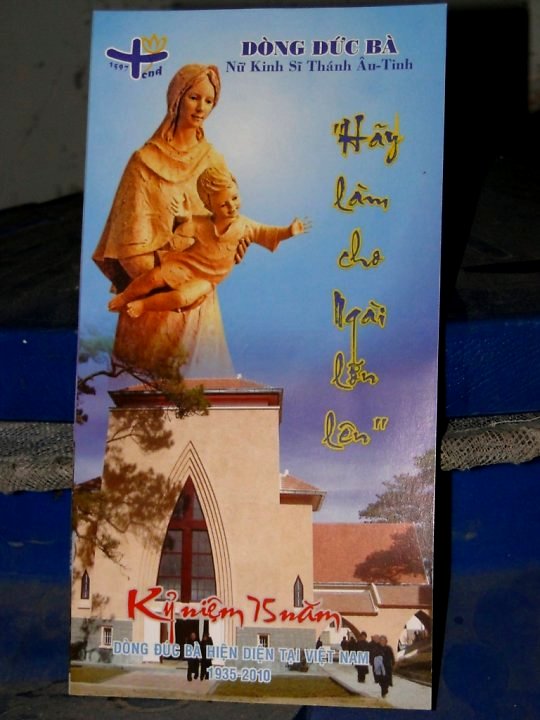 1597
cnd
DÒNG ĐỨC BÀ
Nữ Kinh Sĩ Thánh Âu-Tinh
"Hãy
làm
cho
Ngài
lớn
lên"
Kỷ niệm 75 năm
DÒNG ĐỨC BÀ HIỆN DIỆN TẠI VIỆT NAM
1935-2010